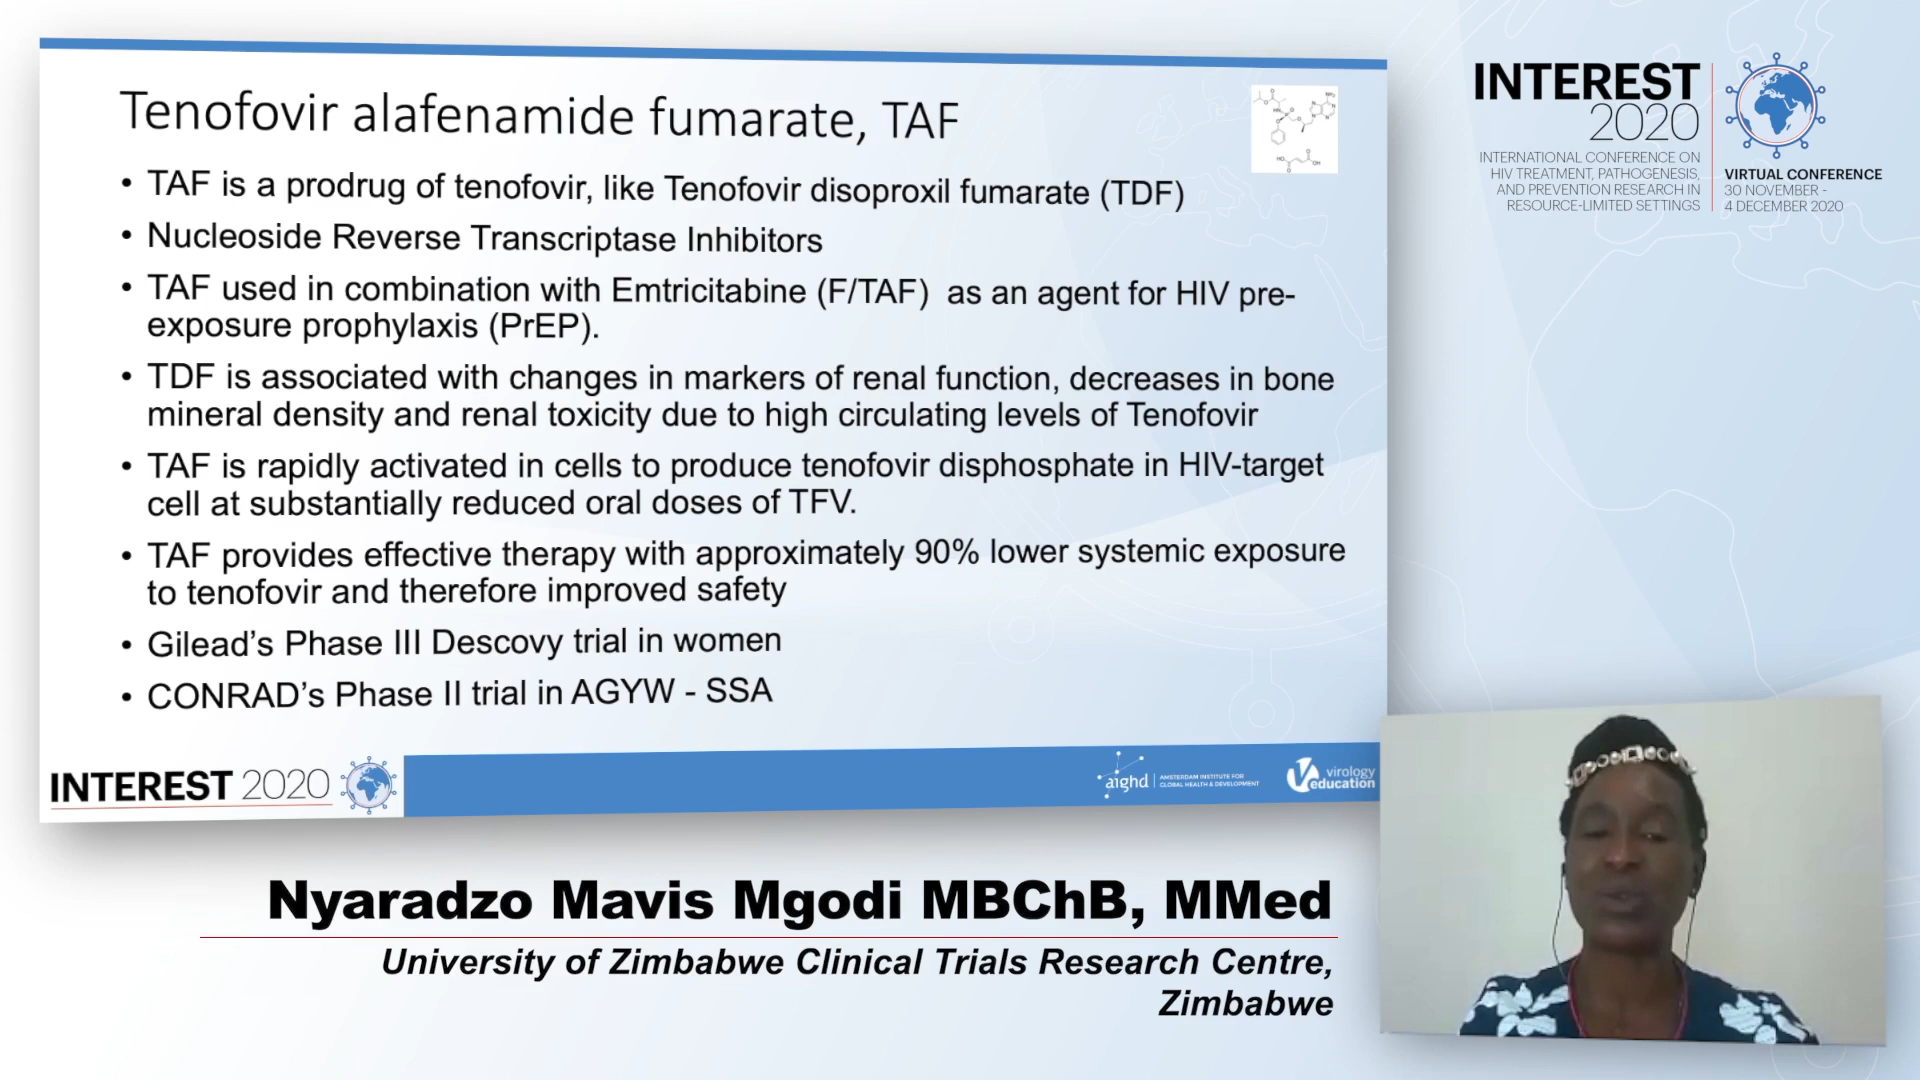 Tenofovir alafenamide fumarate, TAF
• TAF is a prodrug of tenofovir, like Tenofovir disoproxil fumarate (TDF)
• Nucleoside Reverse Transcriptase Inhibitors
• TAF used in combination with Emtricitabine (F/TAF) as an agent for HIV pre-
exposure prophylaxis (PrEP).
• TDF is associated with changes in markers of renal function, decreases in bone
mineral density and renal toxicity due to high circulating levels of Tenofovir
• TAF is rapidly activated in cells to produce tenofovir disphosphate in HIV-target
cell at substantially reduced oral doses of TFV.
• TAF provides effective therapy with approximately 90% lower systemic exposure
to tenofovir and therefore improved safety
• Gilead’s Phase III Descovy trial in women
• CONRAD’s Phase II trial in AGYW - SSA
INTEREST 2020
aighd
AMSTERDAM INSTITUTE FOR
GLOBAL HEALTH & DEVELOPMENT
virology
education
INTEREST
2020
INTERNATIONAL CONFERENCE ON
HIV TREATMENT, PATHOGENESIS,
AND PREVENTION RESEARCH IN
RESOURCE-LIMITED SETTINGS
VIRTUAL CONFERENCE
30 NOVEMBER -
4 DECEMBER 2020
Nyaradzo Mavis Mgodi MBChB, MMed
University of Zimbabwe Clinical Trials Research Centre,
Zimbabwe